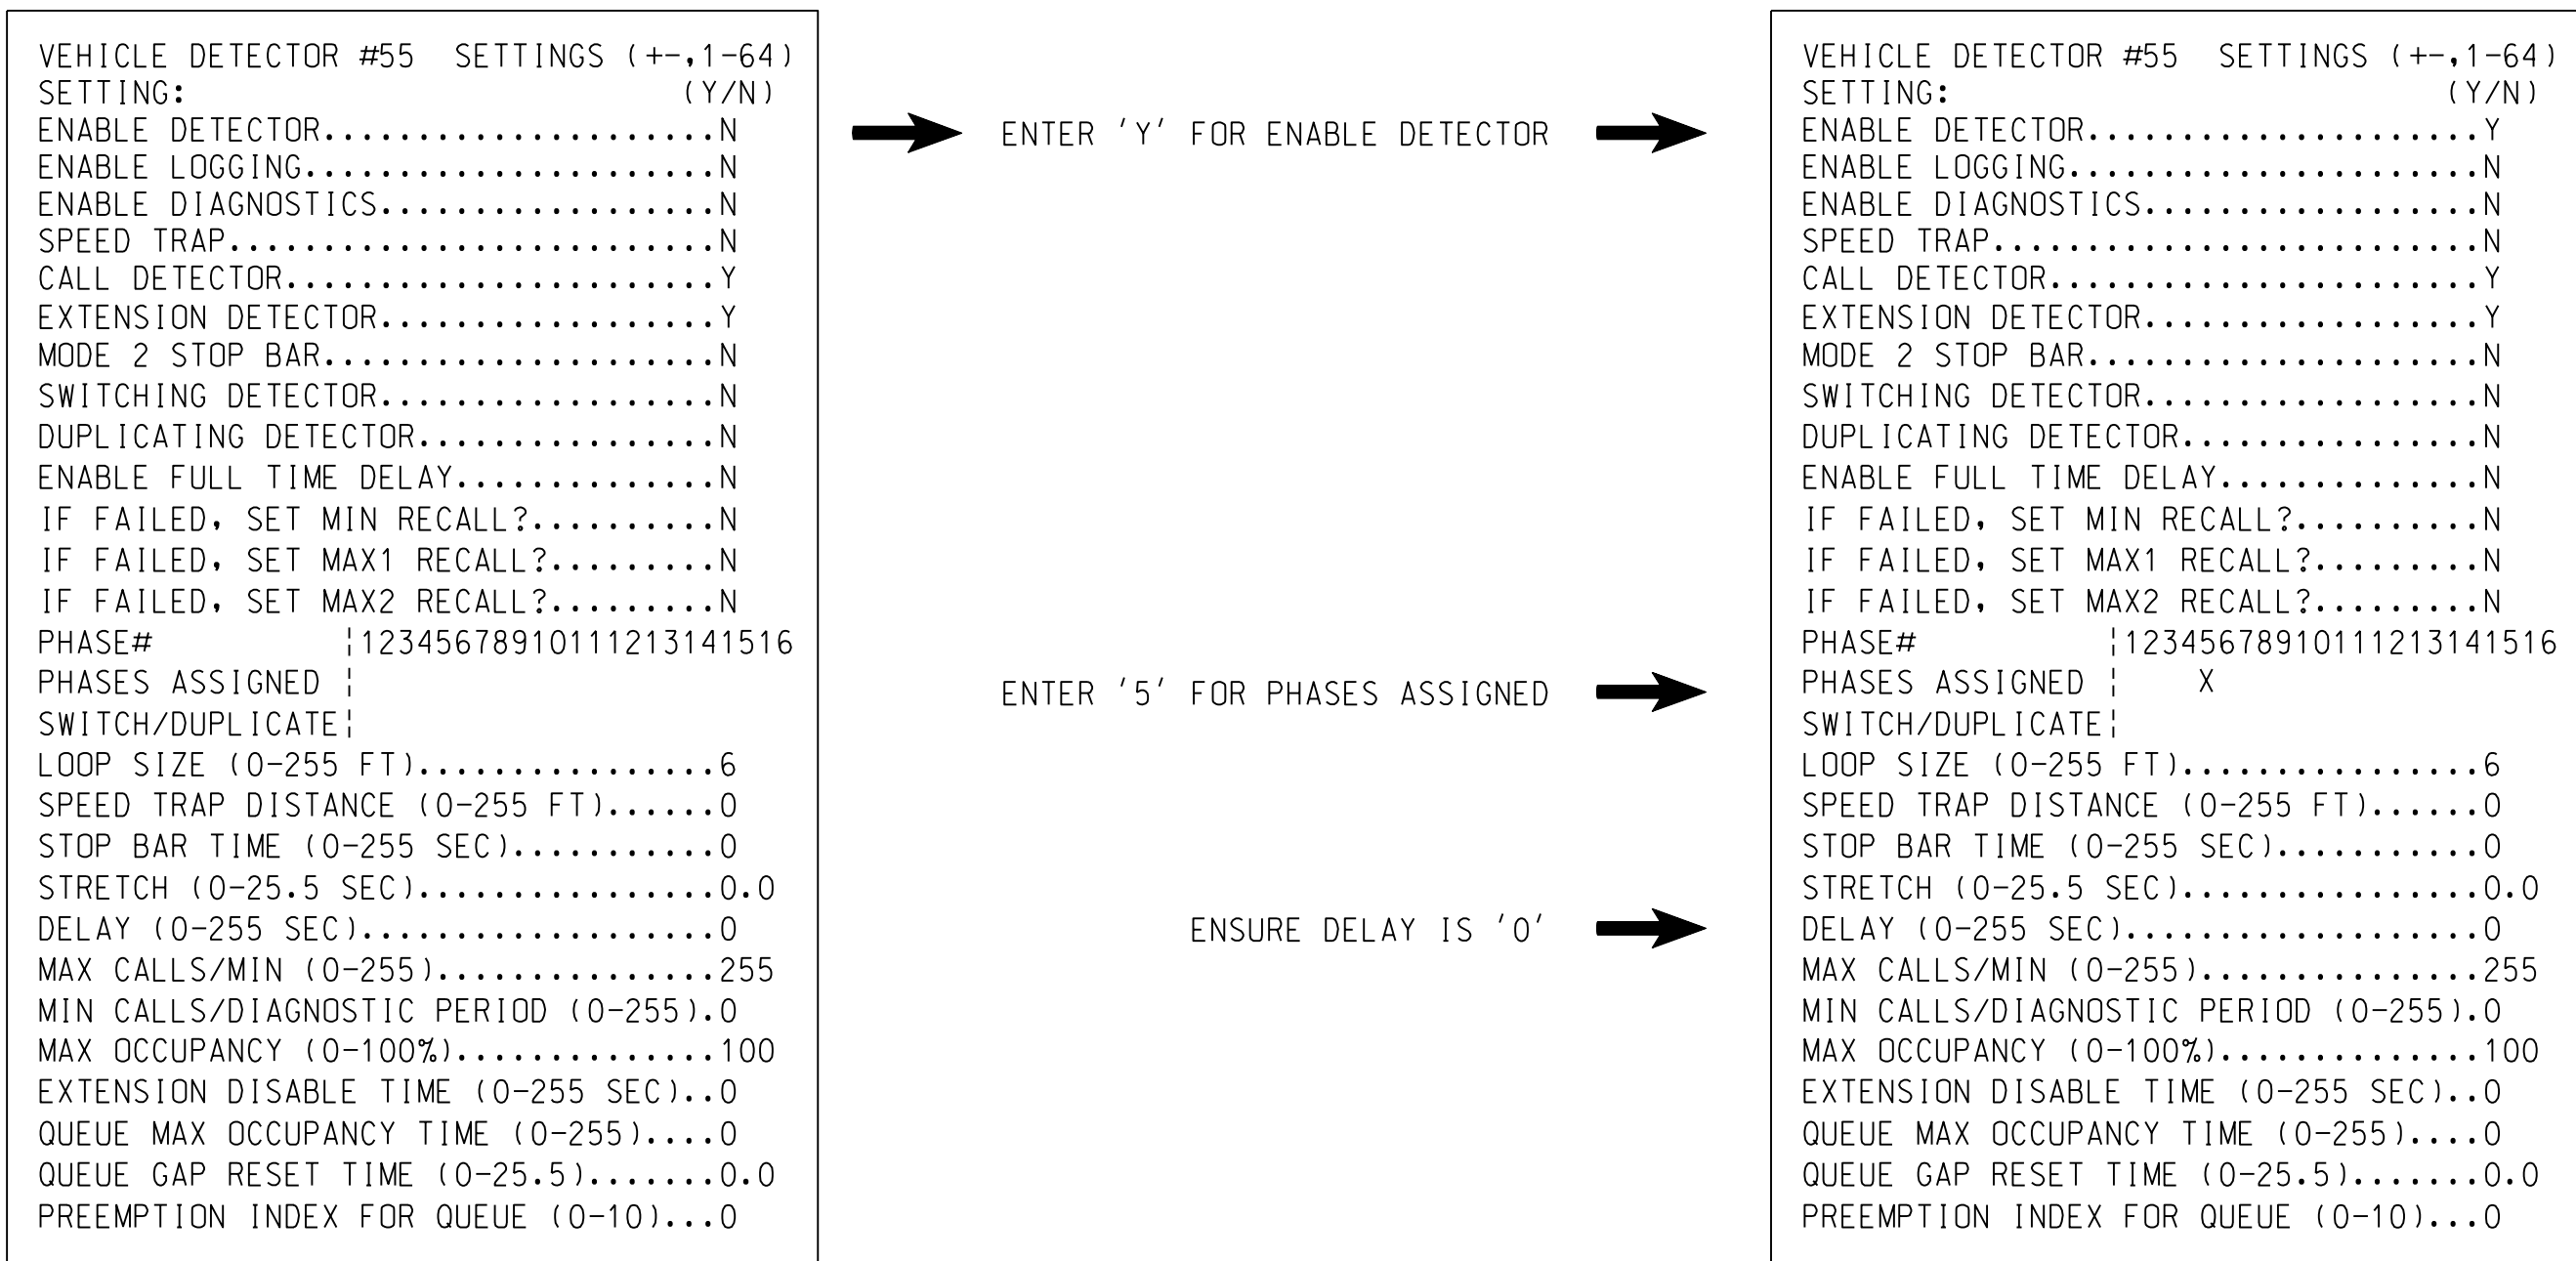 VEHICLE DETECTOR #55 SETTINGS (+-,1-64)
SETTING: (Y/N)
ENABLE DETECTOR.....................N
ENABLE LOGGING......................N
ENABLE DIAGNOSTICS..................N
SPEED TRAP..........................N
CALL DETECTOR.......................Y
EXTENSION DETECTOR..................Y
MODE 2 STOP BAR.....................N
SWITCHING DETECTOR..................N
DUPLICATING DETECTOR................N
ENABLE FULL TIME DELAY..............N
IF FAILED, SET MIN RECALL?..........N
IF FAILED, SET MAX1 RECALL?.........N
IF FAILED, SET MAX2 RECALL?.........N
PHASE# ¦12345678910111213141516
PHASES ASSIGNED ¦
SWITCH/DUPLICATE¦
LOOP SIZE (0-255 FT)................6
SPEED TRAP DISTANCE (0-255 FT)......0
STOP BAR TIME (0-255 SEC)...........0
STRETCH (0-25.5 SEC)................0.0
DELAY (0-255 SEC)...................0
MAX CALLS/MIN (0-255)...............255
MIN CALLS/DIAGNOSTIC PERIOD (0-255).0
MAX OCCUPANCY (0-100%)..............100
EXTENSION DISABLE TIME (0-255 SEC)..0
QUEUE MAX OCCUPANCY TIME (0-255)....0
QUEUE GAP RESET TIME (0-25.5).......0.0
PREEMPTION INDEX FOR QUEUE (0-10)...0
ENTER 'Y' FOR ENABLE DETECTOR
ENTER '5' FOR PHASES ASSIGNED
ENSURE DELAY IS '0'
VEHICLE DETECTOR #55 SETTINGS (+-,1-64)
SETTING: (Y/N)
ENABLE DETECTOR.....................Y
ENABLE LOGGING......................N
ENABLE DIAGNOSTICS..................N
SPEED TRAP..........................N
CALL DETECTOR.......................Y
EXTENSION DETECTOR..................Y
MODE 2 STOP BAR.....................N
SWITCHING DETECTOR..................N
DUPLICATING DETECTOR................N
ENABLE FULL TIME DELAY..............N
IF FAILED, SET MIN RECALL?..........N
IF FAILED, SET MAX1 RECALL?.........N
IF FAILED, SET MAX2 RECALL?.........N
PHASE# ¦12345678910111213141516
PHASES ASSIGNED ¦ X
SWITCH/DUPLICATE¦
LOOP SIZE (0-255 FT)................6
SPEED TRAP DISTANCE (0-255 FT)......0
STOP BAR TIME (0-255 SEC)...........0
STRETCH (0-25.5 SEC)................0.0
DELAY (0-255 SEC)...................0
MAX CALLS/MIN (0-255)...............255
MIN CALLS/DIAGNOSTIC PERIOD (0-255).0
MAX OCCUPANCY (0-100%)..............100
EXTENSION DISABLE TIME (0-255 SEC)..0
QUEUE MAX OCCUPANCY TIME (0-255)....0
QUEUE GAP RESET TIME (0-25.5).......0.0
PREEMPTION INDEX FOR QUEUE (0-10)...0